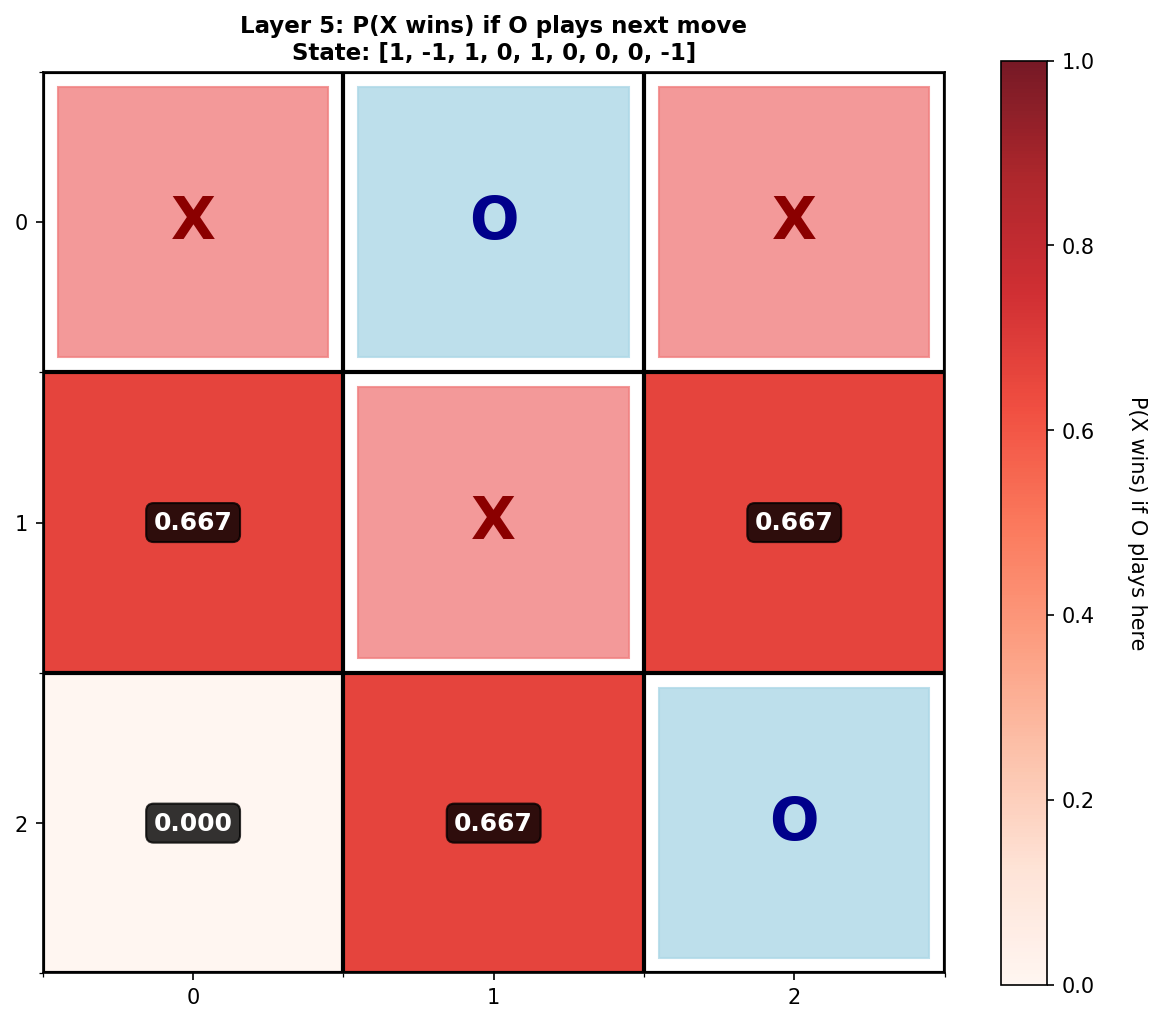 Layer 5: P(X wins) if O plays next move
State: [1, -1, 1, 0, 1, 0, 0, 0, -1]
X O X
0.667 X 0.667
0.000 0.667 O
0
1
2
0 1 2
1.0
0.8
0.6
0.4
0.2
0.0
P(X wins) if O plays here